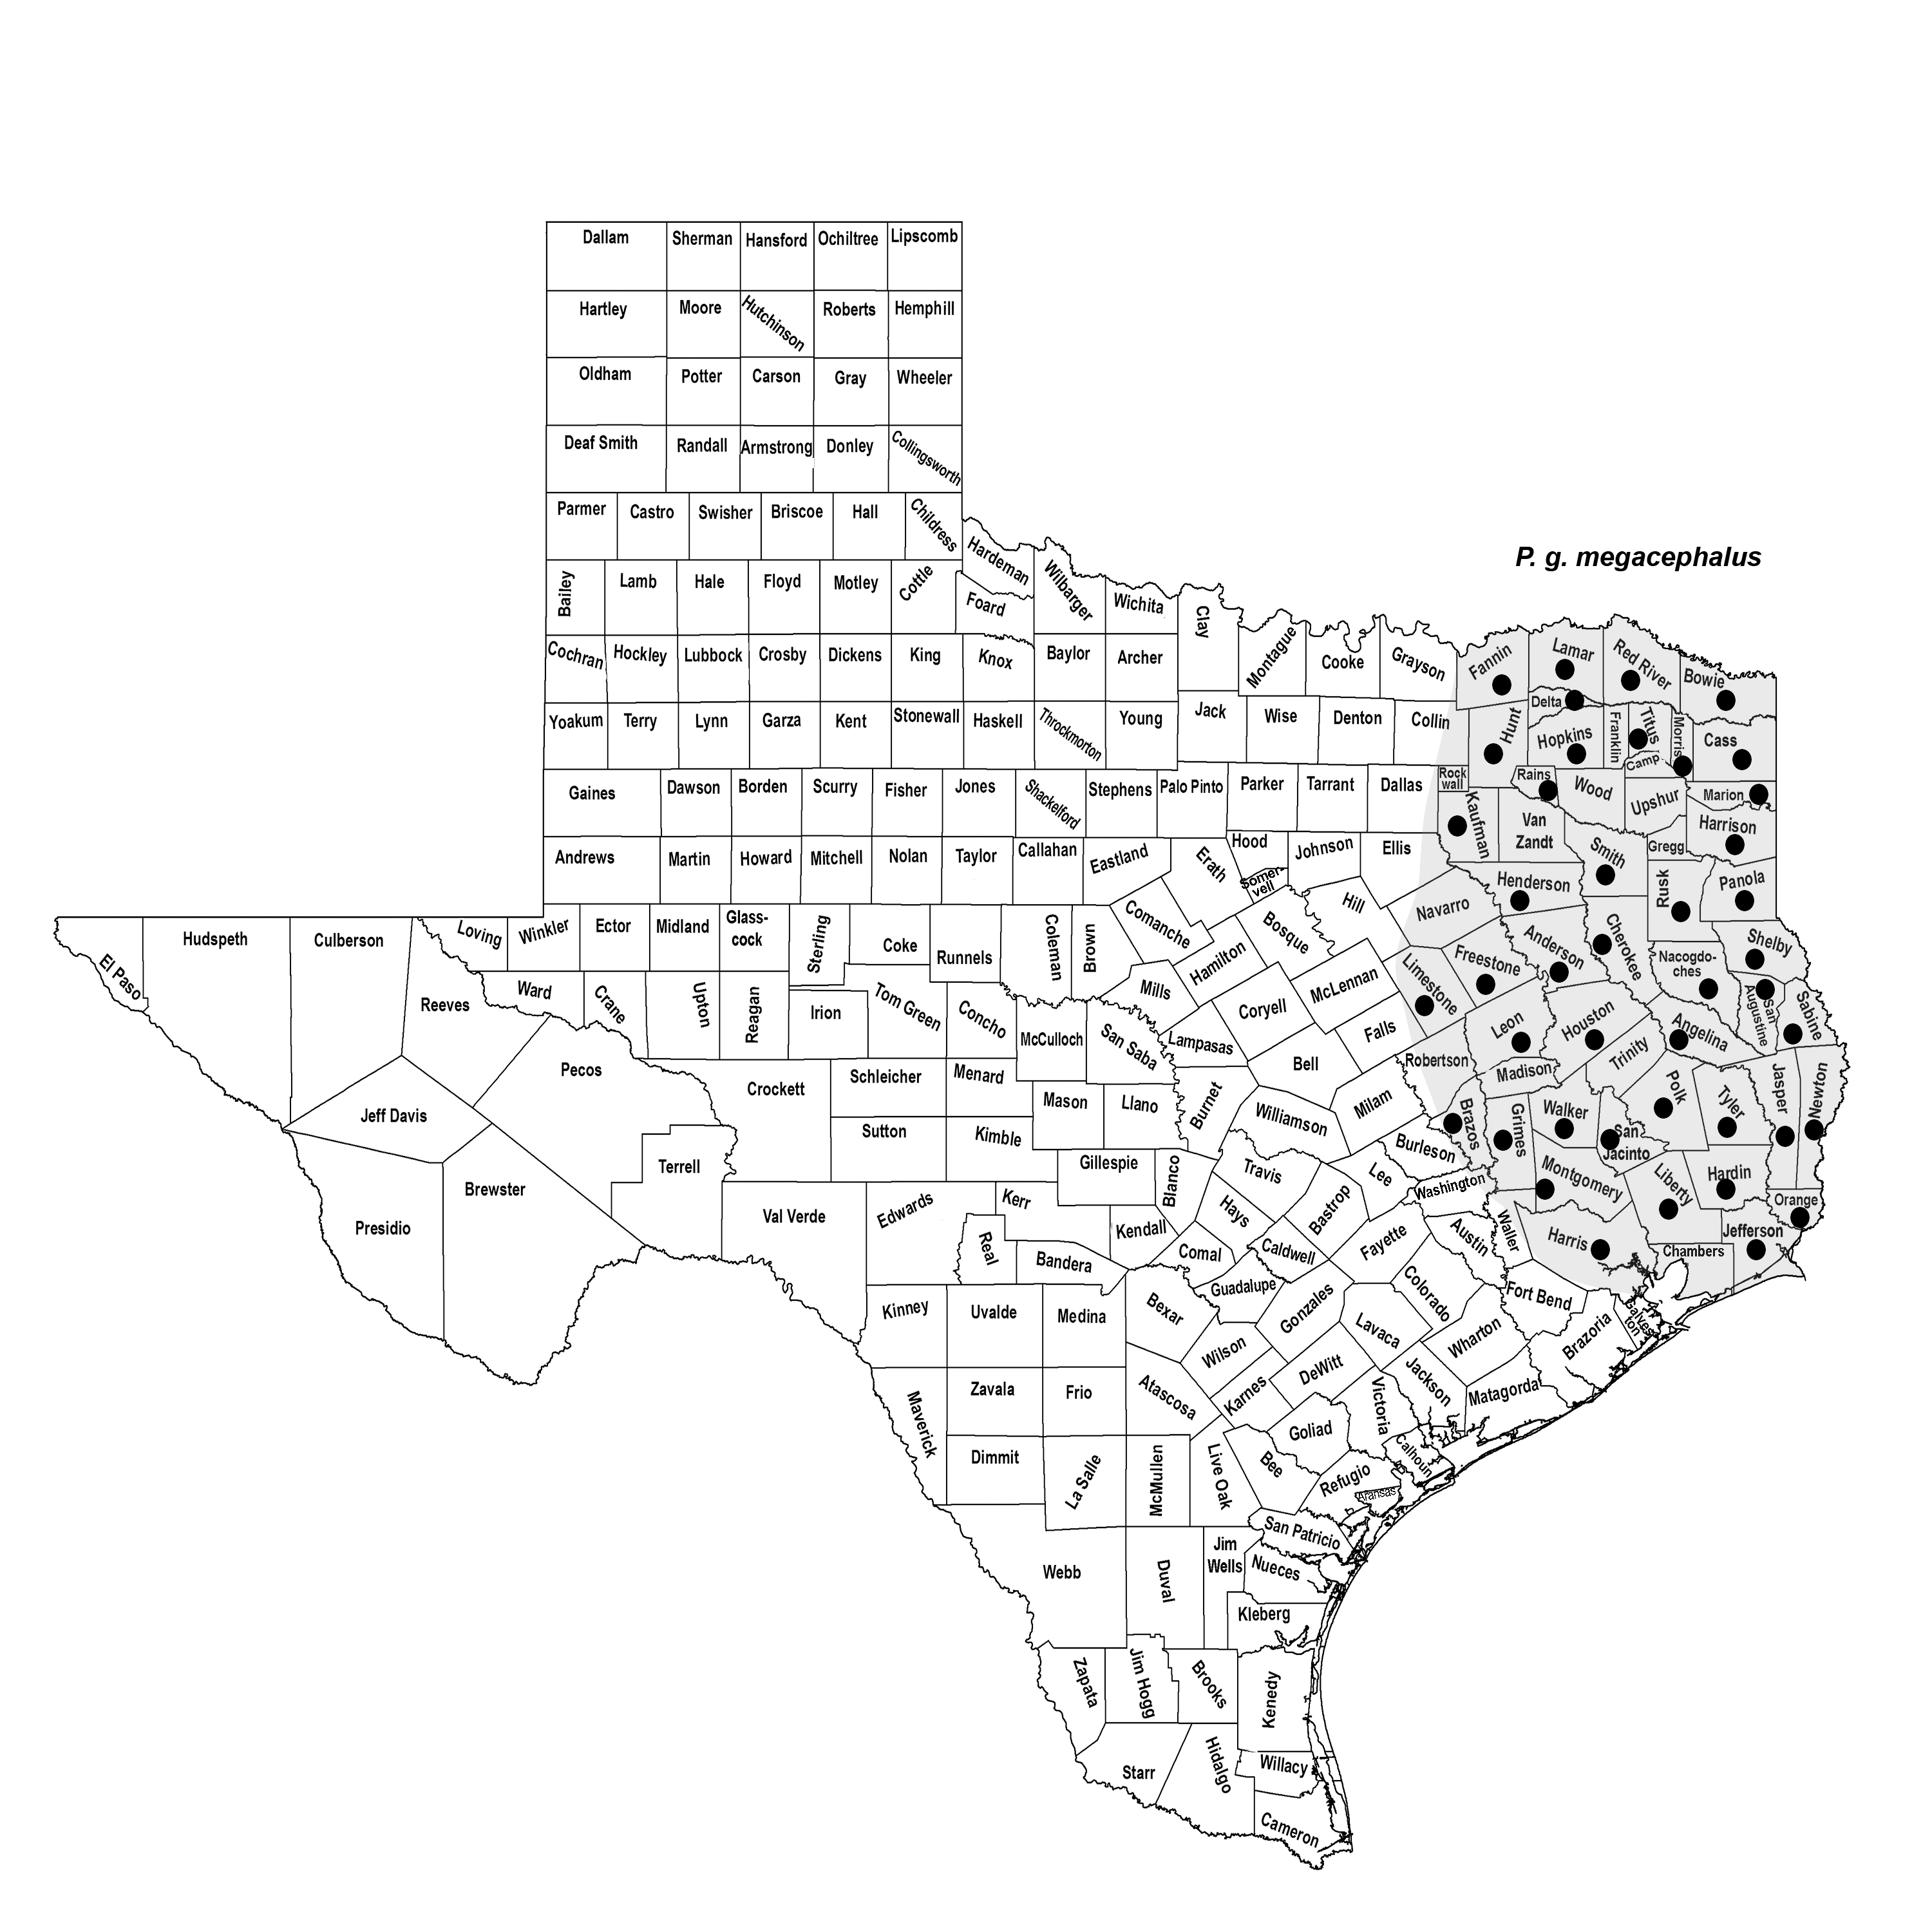 Dallam
Sherman
Hansford
Ochiltree
Lipscomb
Hartley
Moore
Hutchinson
Roberts
Hemphill
Oldham
Potter
Carson
Gray
Wheeler
Deaf Smith
Randall
Armstrong
Donley
Collingsworth
Parmer
Castro
Swisher
Briscoe
Hall
Childress
Hardeman
P. g. megacephalus
Bailey
Lamb
Hale
Floyd
Motley
Cottle
Foard
Wilbarger
Wichita
Clay
Montague
Cooke
Grayson
Fannin
Lamar
Red River
Bowie
Cochran
Hockley
Lubbock
Crosby
Dickens
King
Knox
Baylor
Archer
Yoakum
Terry
Lynn
Garza
Kent
Stonewall
Haskell
Throckmorton
Young
Jack
Wise
Denton
Collin
Hunt
Delta
Hopkins
Franklin
Titus
Morris
Cass
Camp
Gaines
Dawson
Borden
Scurry
Fisher
Jones
Shackelford
Stephens
Palo Pinto
Parker
Tarrant
Dallas
Rock
wall
Kaufman
Rains
Wood
Upshur
Marion
Harrison
Van
Zandt
Smith
Gregg
Andrews
Martin
Howard
Mitchell
Nolan
Taylor
Callahan
Eastland
Erath
Hood
Somer-
vell
Johnson
Ellis
Henderson
Rusk
Panola
El Paso
Hudspeth
Culberson
Loving
Winkler
Ector
Midland
Glass-
cock
Sterling
Coke
Runnels
Coleman
Brown
Comanche
Hamilton
Bosque
Hill
Navarro
Freestone
Anderson
Cherokee
Nacogdo-
ches
Shelby
Reeves
Ward
Crane
Upton
Reagan
Irion
Tom Green
Concho
McCulloch
San Saba
Mills
Lampasas
Coryell
McLennan
Limestone
Falls
Bell
Leon
Houston
Trinity
Angelina
San
Augustine
Sabine
Pecos
Jeff Davis
Crockett
Schleicher
Menard
Mason
Llano
Burnet
Williamson
Milam
Robertson
Madison
Brazos
Grimes
Walker
San
Jacinto
Polk
Tyler
Jasper
Newton
Presidio
Brewster
Terrell
Val Verde
Sutton
Kimble
Gillespie
Blanco
Travis
Lee
Burleson
Washington
Montgomery
Liberty
Hardin
Orange
Jefferson
Chambers
Edwards
Kerr
Real
Kendall
Bandera
Comal
Hays
Caldwell
Bastrop
Fayette
Austin
Waller
Harris
Fort Bend
Galves
ton
Brazoria
Kinney
Uvalde
Medina
Bexar
Guadalupe
Gonzales
Colorado
Lavaca
Wharton
Matagorda
Wilson
DeWitt
Jackson
Victoria
Karnes
Maverick
Zavala
Frio
Atascosa
Goliad
Calhoun
Dimmit
La Salle
McMullen
Live Oak
Bee
Refugio
Aransas
San Patricio
Webb
Duval
Jim
Wells
Nueces
Kleberg
Zapata
Jim Hogg
Brooks
Kenedy
Starr
Hidalgo
Willacy
Cameron